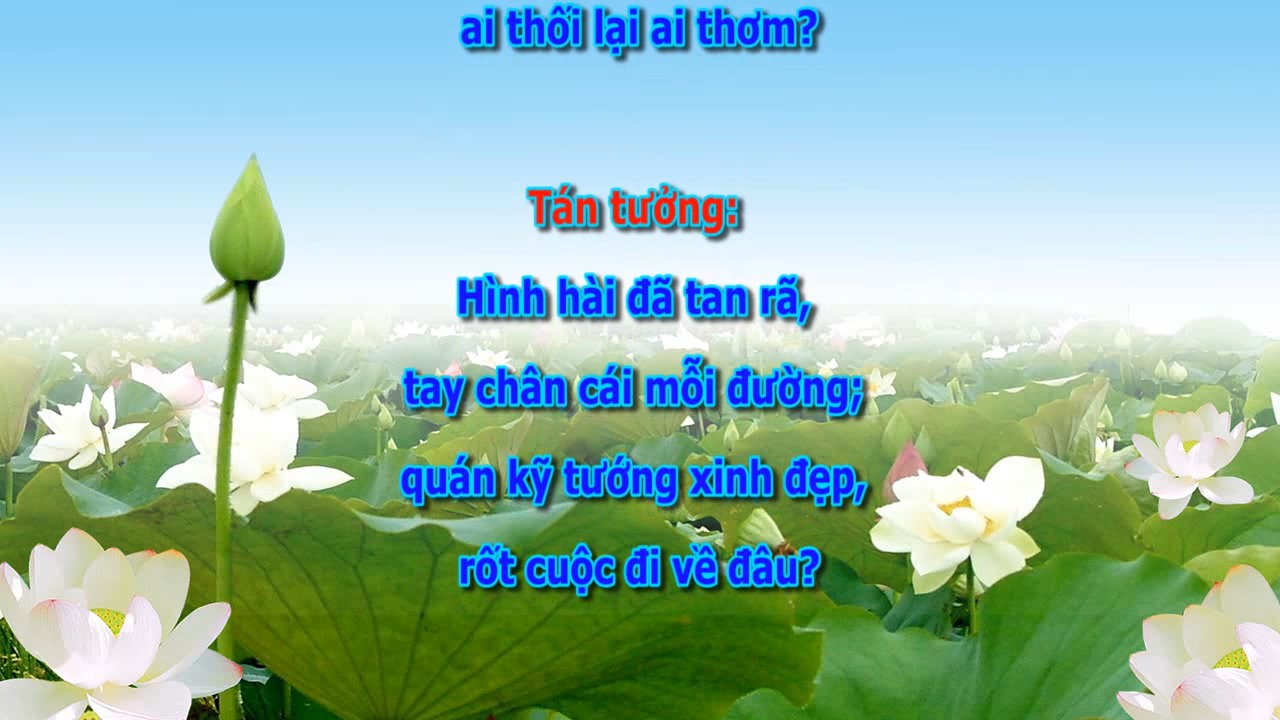 ai thối lại ai thơm?
Tán tưởng:
Hình hài đã tan rã,
tay chân cái mỗi đường;
quán kỹ tướng xinh đẹp,
rốt cuộc đi về đâu?